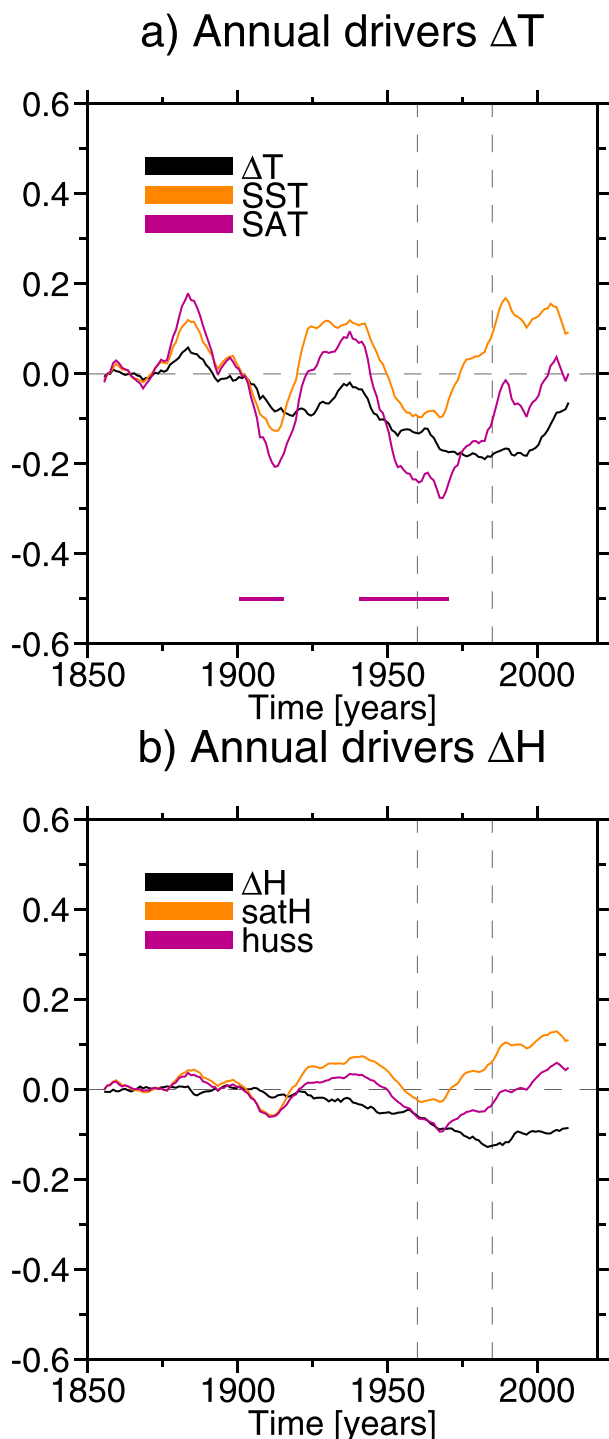 a) Annual drivers ΔT
0.6
0.4
ΔT
SST
SAT
0.2
0.0
-0.2
-0.4
-0.6
1850 1900 1950 2000
Time [years]
b) Annual drivers ΔH
0.6
0.4
ΔH
satH
huss
0.2
0.0
-0.2
-0.4
-0.6
1850 1900 1950 2000
Time [years]